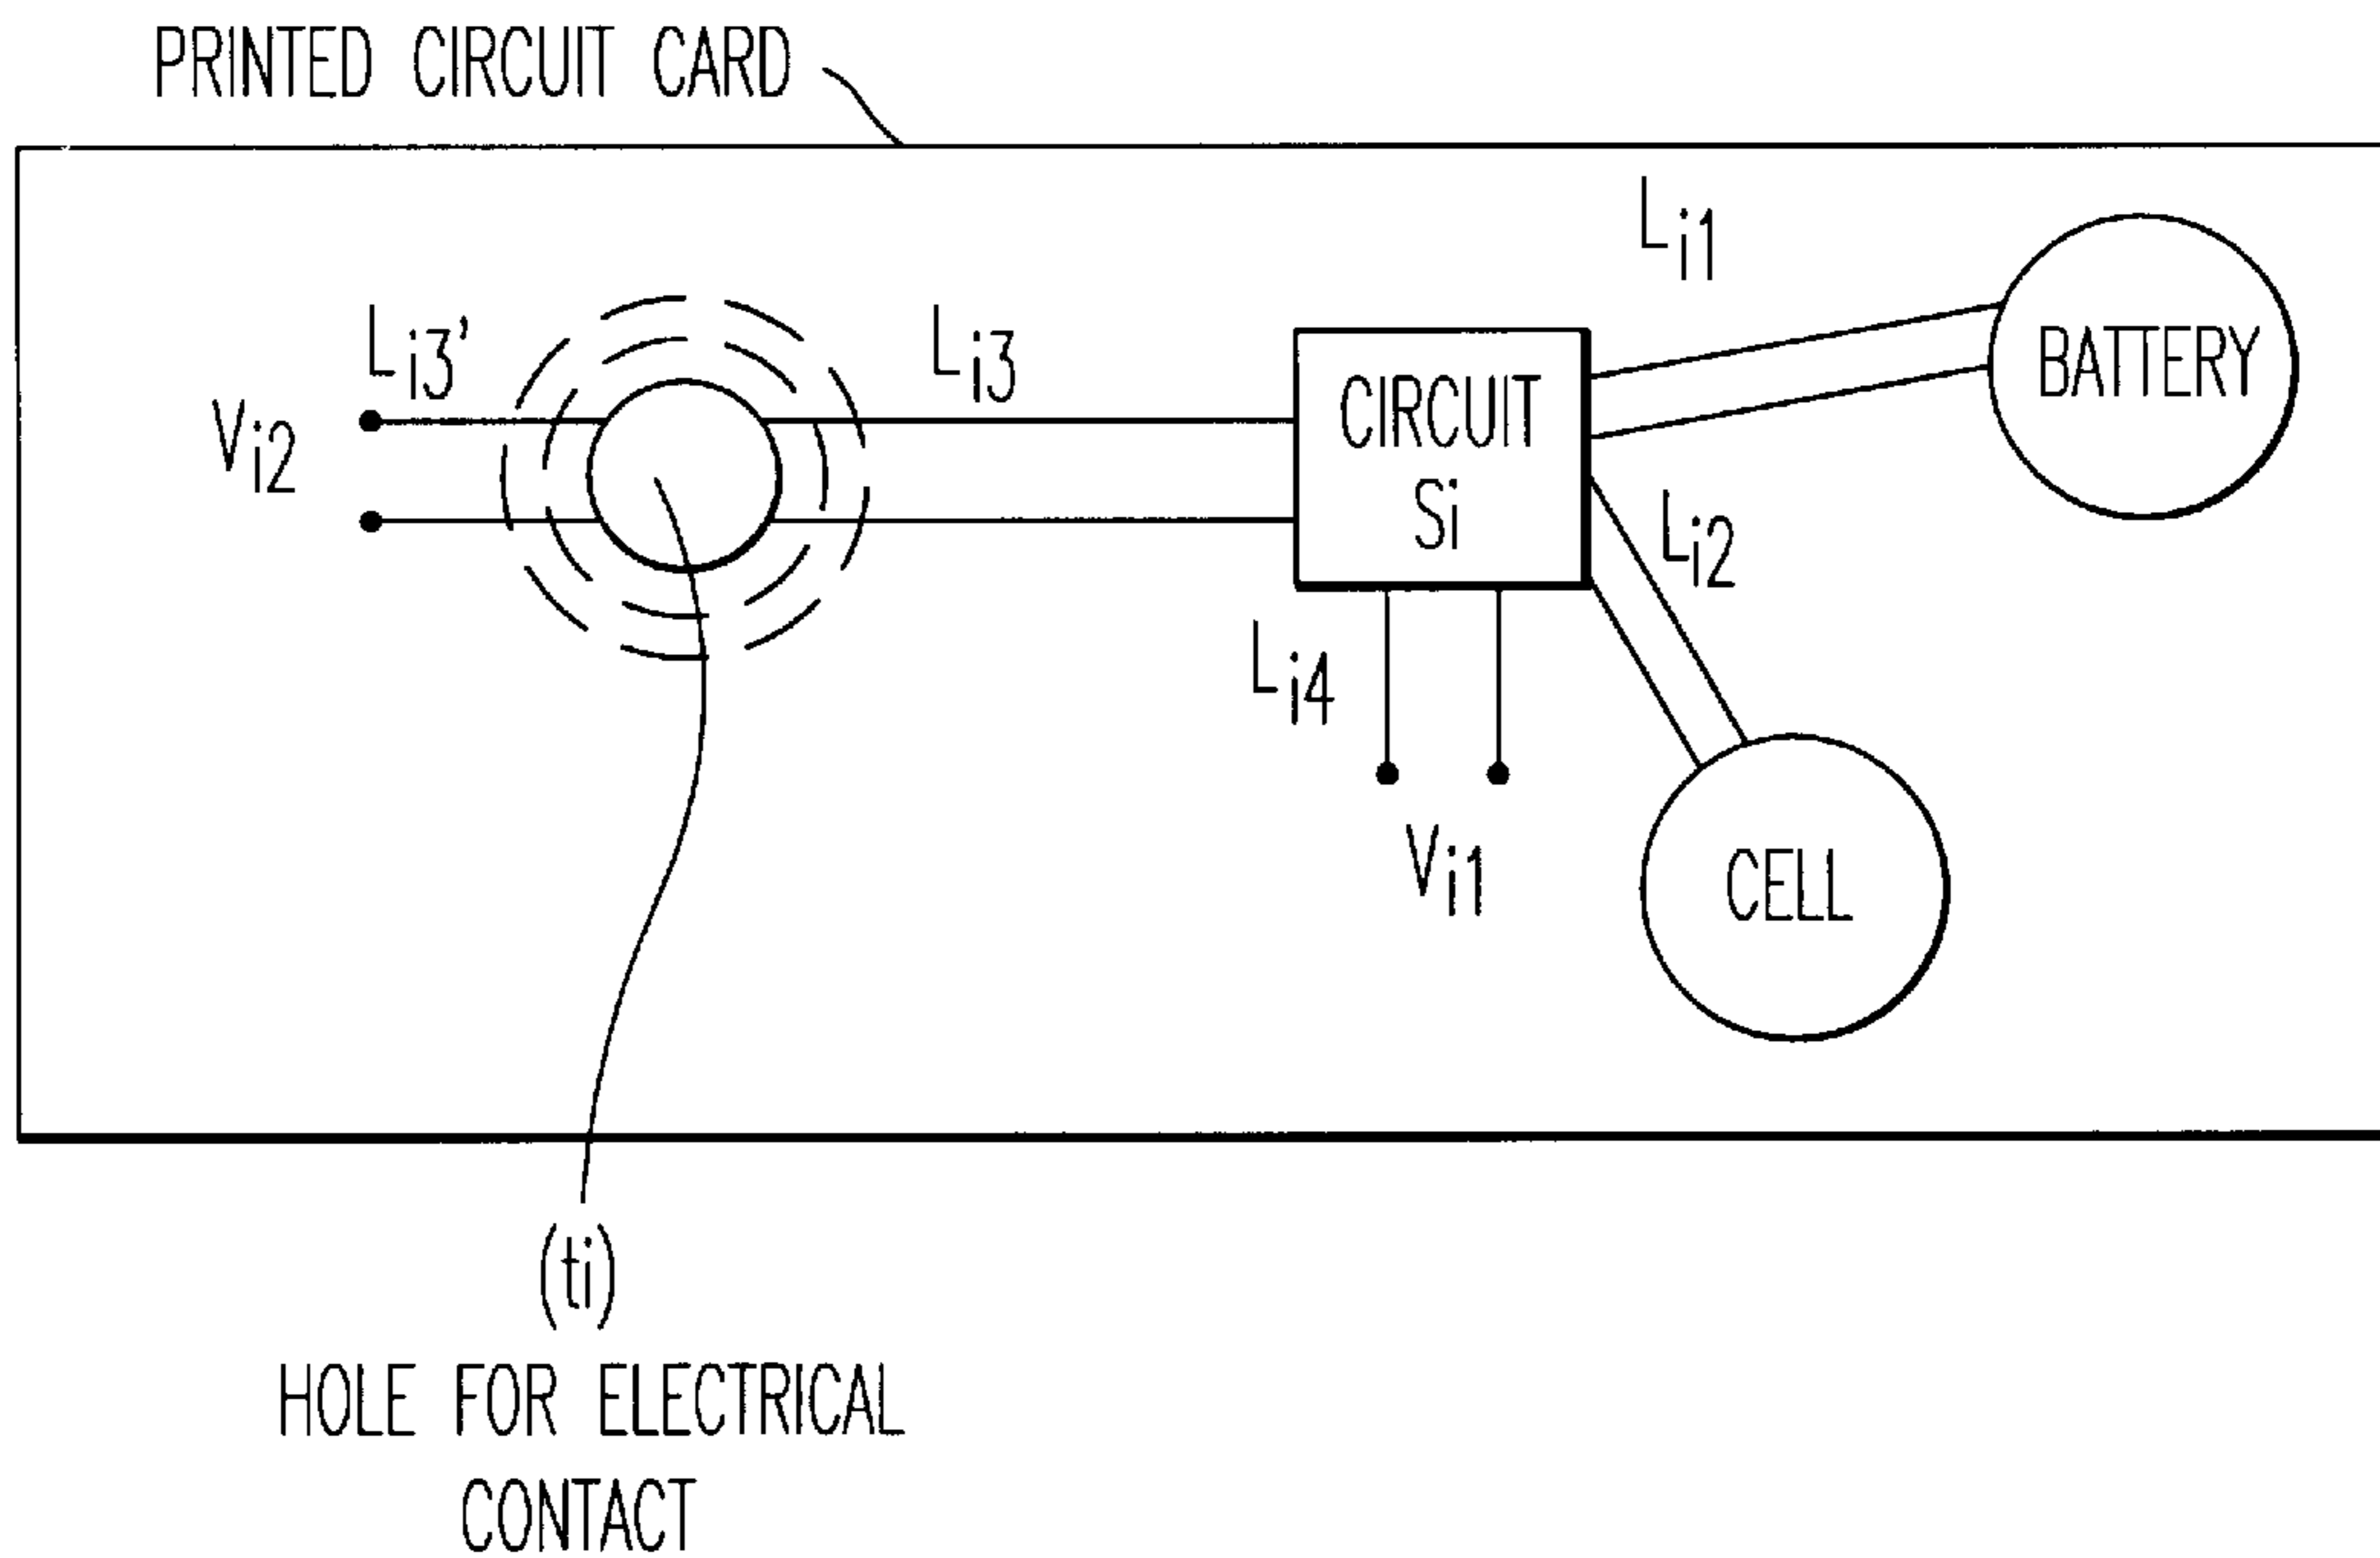 PRINTED CIRCUIT CARD
Li1
BATTERY
Li3'
Li3
Vi2
CIRCUIT
Si
Li2
Li4
Vi1
CELL
(ti)
HOLE FOR ELECTRICAL
CONTACT